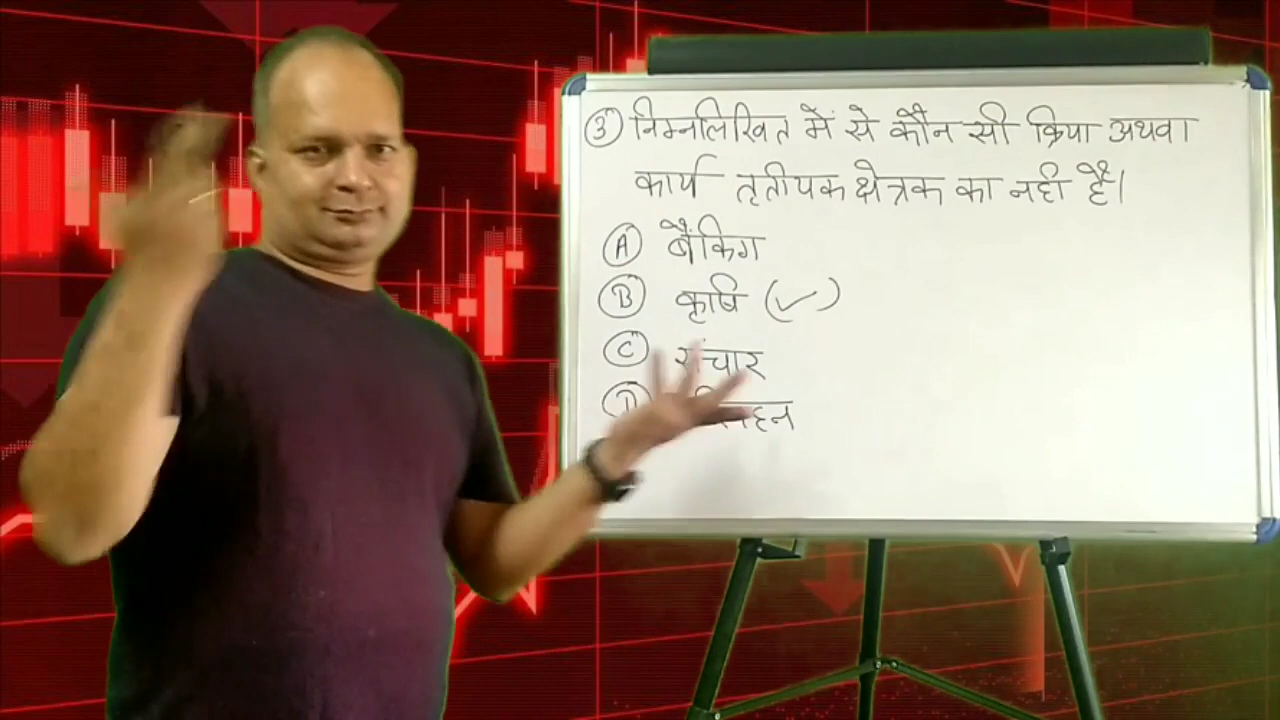 ③ निम्नलिखित में से कौन सी क्रिया अथवा
कार्य तृतीयक क्षेत्रक का नहीं है।
Ⓐ बैंकिंग
Ⓑ कृषि (✓)
Ⓒ संचार
Ⓓ